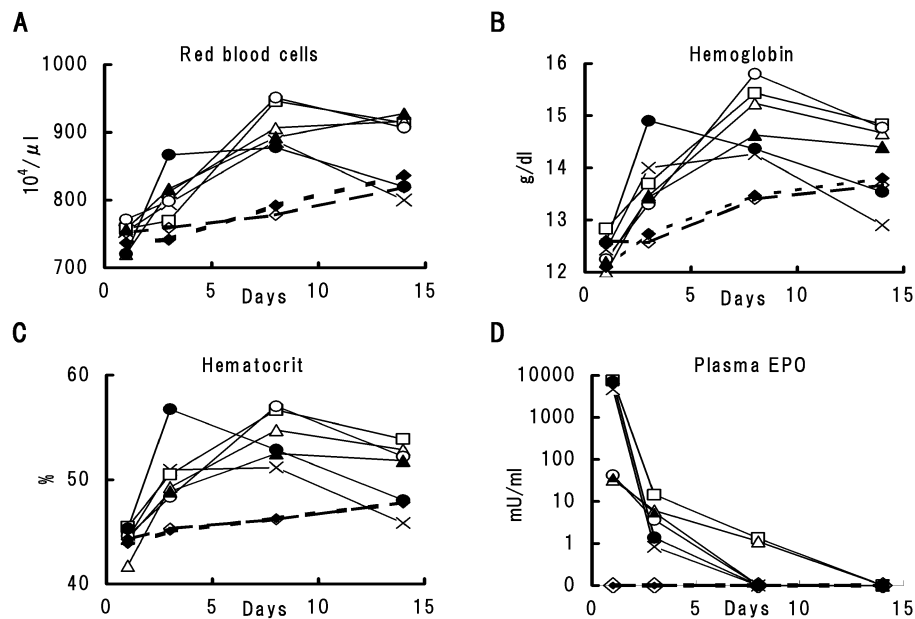 A
Red blood cells
10⁴/μl
1000
900
800
700
0
5
10
15
Days
B
Hemoglobin
g/dl
16
15
14
13
12
0
5
10
15
Days
C
Hematocrit
%
60
50
40
0
5
10
15
Days
D
Plasma EPO
mU/ml
10000
1000
100
10
1
0
0
5
10
15
Days